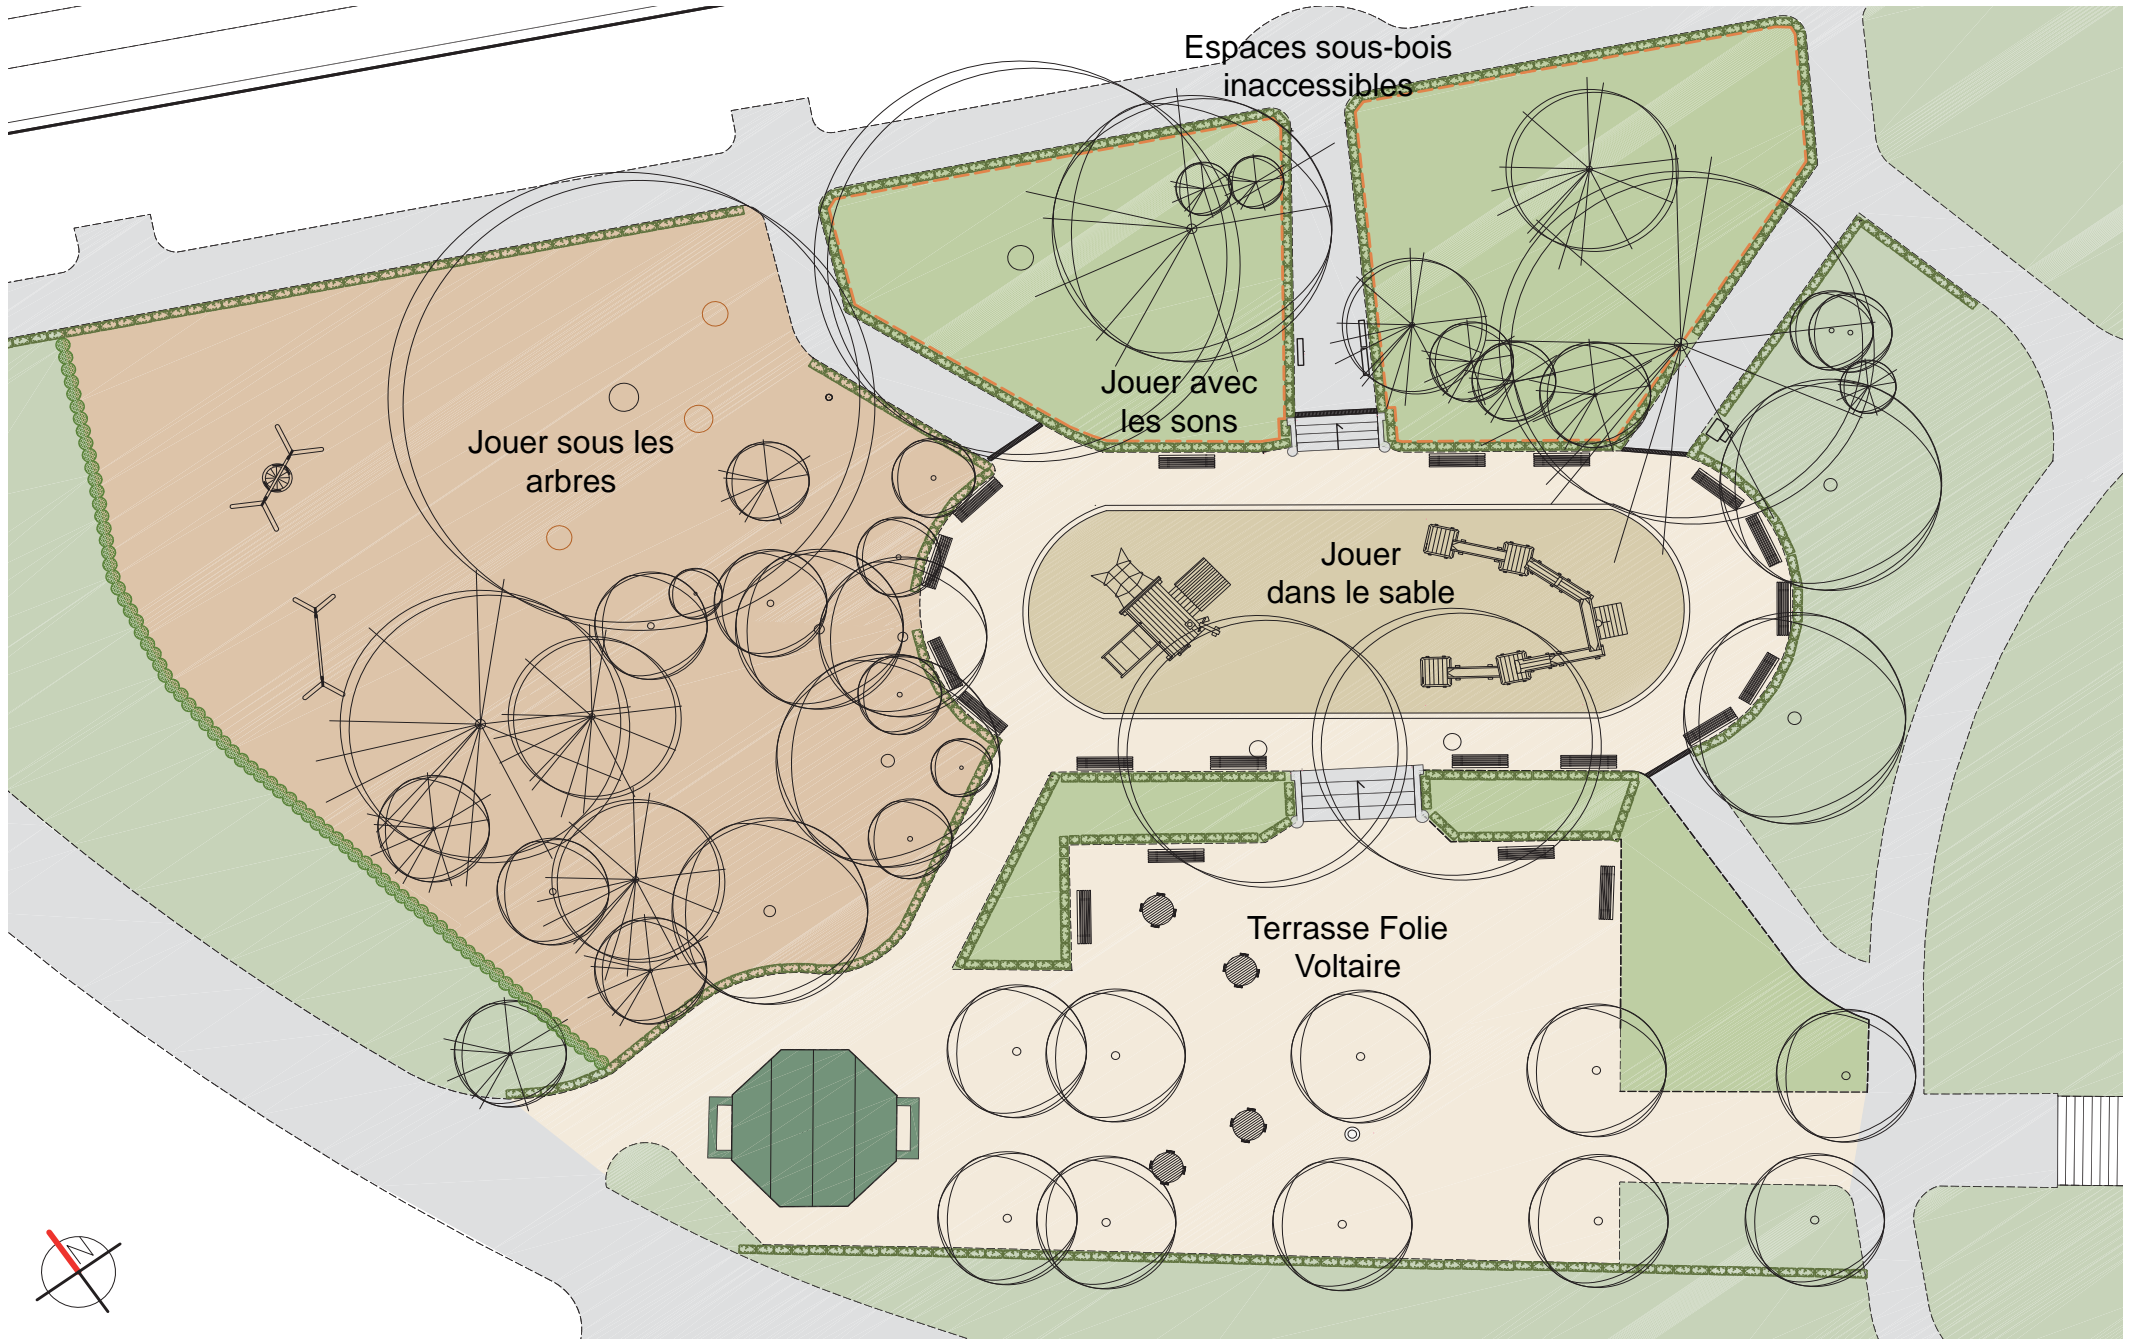 Espaces sous-bois
inaccessibles
Jouer avec
les sons
Jouer sous les
arbres
Jouer
dans le sable
Terrasse Folie
Voltaire
N